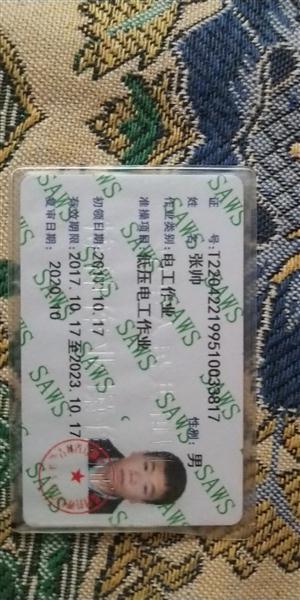 证 号:T222042219951003​3817
姓 名:张帅 性别:男
作业类别:电工作业
准操项目:低压电工作业
初领日期:2017.10.17
有效期限:2017.10.17至2023.10.17
复审日期:2020.10
SAWS